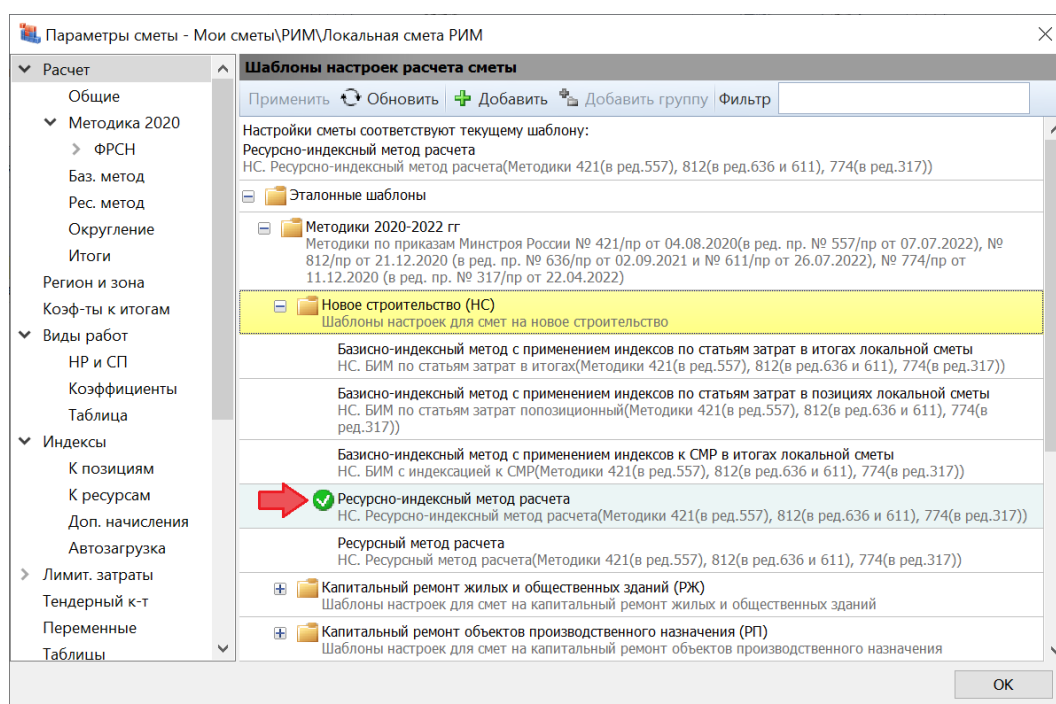 Параметры сметы - Мои сметы\РИМ\Локальная смета РИМ
Расчет
Общие
Методика 2020
ФРСН
Баз. метод
Рес. метод
Округление
Итоги
Регион и зона
Коэф-ты к итогам
Виды работ
НР и СП
Коэффициенты
Таблица
Индексы
К позициям
К ресурсам
Доп. начисления
Автозагрузка
Лимит. затраты
Тендерный к-т
Переменные
Таблицы
Шаблоны настроек расчета сметы
Применить Обновить Добавить Добавить группу Фильтр
Настройки сметы соответствуют текущему шаблону:
Ресурсно-индексный метод расчета
НС. Ресурсно-индексный метод расчета(Методики 421(в ред.557), 812(в ред.636 и 611), 774(в ред.317))
Эталонные шаблоны
Методики 2020-2022 гг
Методики по приказам Минстроя России № 421/пр от 04.08.2020(в ред. пр. № 557/пр от 07.07.2022), №
812/пр от 21.12.2020 (в ред. пр. № 636/пр от 02.09.2021 и № 611/пр от 26.07.2022), № 774/пр от
11.12.2020 (в ред. пр. № 317/пр от 22.04.2022)
Новое строительство (НС)
Шаблоны настроек для смет на новое строительство
Базисно-индексный метод с применением индексов по статьям затрат в итогах локальной сметы
НС. БИМ по статьям затрат в итогах(Методики 421(в ред.557), 812(в ред.636 и 611), 774(в ред.317))
Базисно-индексный метод с применением индексов по статьям затрат в позициях локальной сметы
НС. БИМ по статьям затрат попозиционный(Методики 421(в ред.557), 812(в ред.636 и 611), 774(в
ред.317))
Базисно-индексный метод с применением индексов к СМР в итогах локальной сметы
НС. БИМ с индексацией к СМР(Методики 421(в ред.557), 812(в ред.636 и 611), 774(в ред.317))
Ресурсно-индексный метод расчета
НС. Ресурсно-индексный метод расчета(Методики 421(в ред.557), 812(в ред.636 и 611), 774(в ред.317))
Ресурсный метод расчета
НС. Ресурсный метод расчета(Методики 421(в ред.557), 812(в ред.636 и 611), 774(в ред.317))
Капитальный ремонт жилых и общественных зданий (РЖ)
Шаблоны настроек для смет на капитальный ремонт жилых и общественных зданий
Капитальный ремонт объектов производственного назначения (РП)
Шаблоны настроек для смет на капитальный ремонт объектов производственного назначения
OK